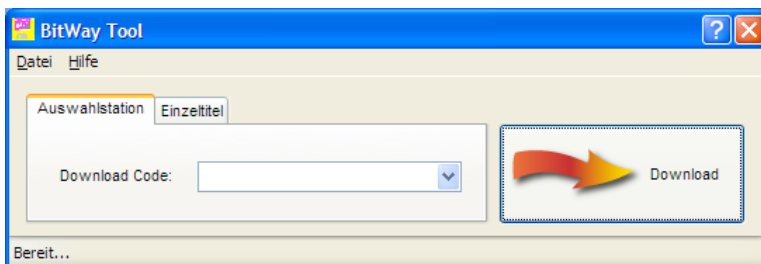 BitWay Tool
Datei Hilfe
Auswahlstation Einzeltitel
Download Code:
Download
Bereit...